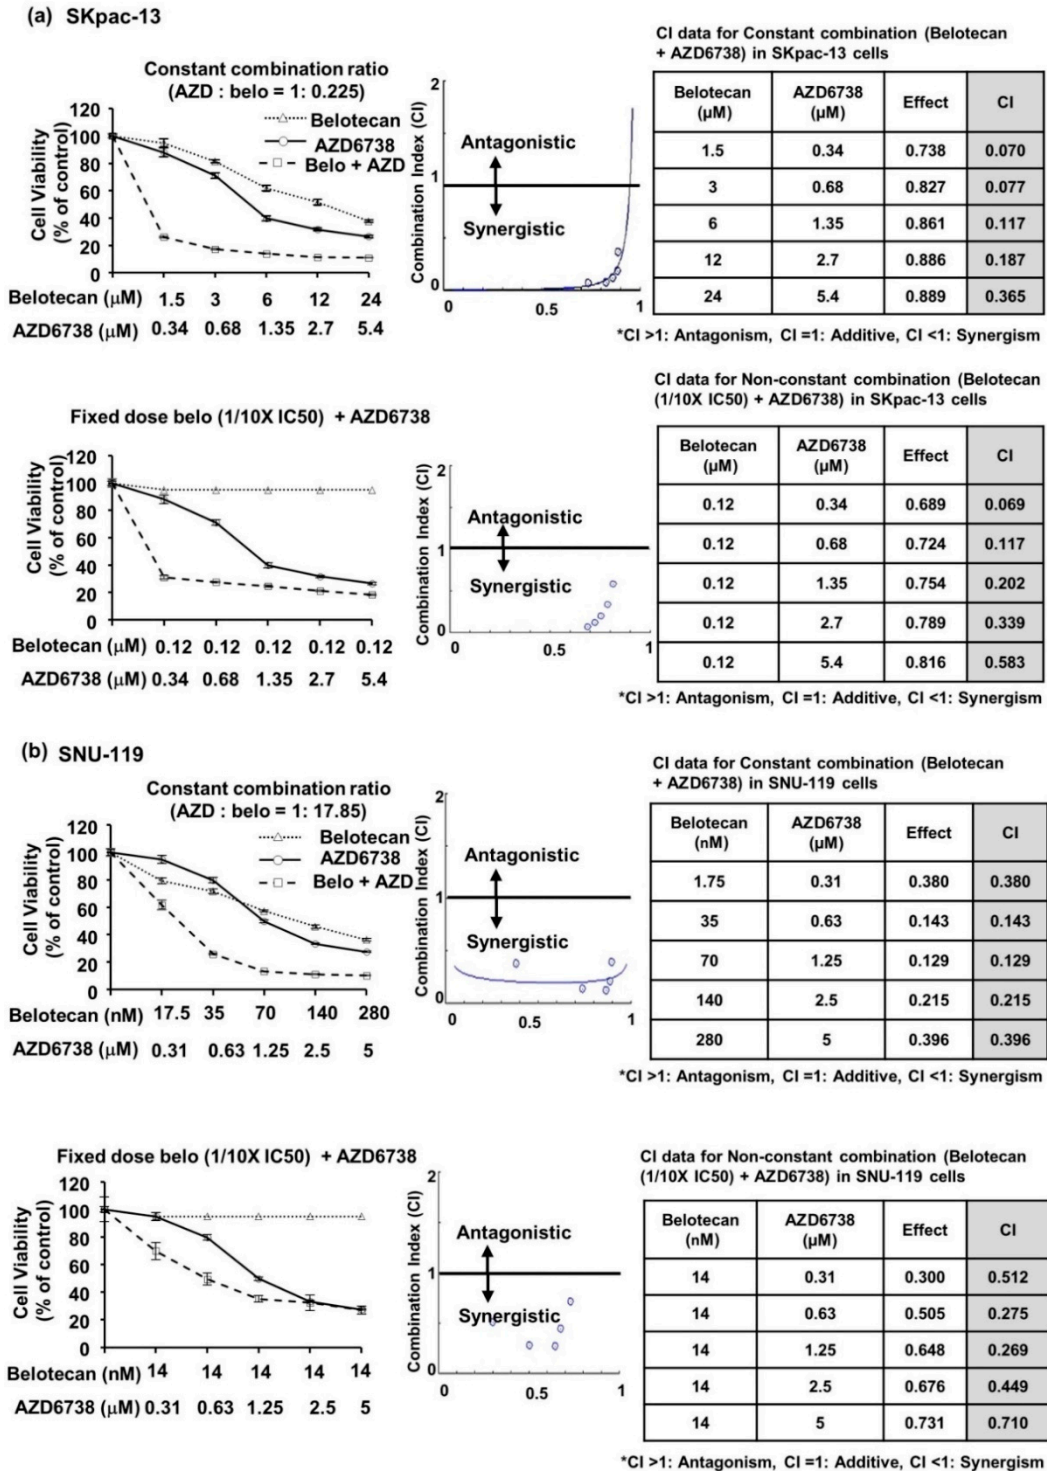 (a) SKpac-13
Constant combination ratio
(AZD : belo = 1: 0.225)
Belotecan
AZD6738
Belo + AZD
Cell Viability
(% of control)
120
100
80
60
40
20
0
Belotecan (µM) 1.5 3 6 12 24
AZD6738 (µM) 0.34 0.68 1.35 2.7 5.4
Combination Index (CI)
2
1
0
Antagonistic
Synergistic
0 0.5 1
CI data for Constant combination (Belotecan
+ AZD6738) in SKpac-13 cells
Belotecan AZD6738 Effect CI
(µM) (µM)
1.5 0.34 0.738 0.070
3 0.68 0.827 0.077
6 1.35 0.861 0.117
12 2.7 0.886 0.187
24 5.4 0.889 0.365
*CI >1: Antagonism, CI =1: Additive, CI <1: Synergism
Fixed dose belo (1/10X IC50) + AZD6738
Cell Viability
(% of control)
120
100
80
60
40
20
0
Belotecan (µM) 0.12 0.12 0.12 0.12 0.12
AZD6738 (µM) 0.34 0.68 1.35 2.7 5.4
Combination Index (CI)
2
1
0
Antagonistic
Synergistic
0 0.5 1
CI data for Non-constant combination (Belotecan
(1/10X IC50) + AZD6738) in SKpac-13 cells
Belotecan AZD6738 Effect CI
(µM) (µM)
0.12 0.34 0.689 0.069
0.12 0.68 0.724 0.117
0.12 1.35 0.754 0.202
0.12 2.7 0.789 0.339
0.12 5.4 0.816 0.583
*CI >1: Antagonism, CI =1: Additive, CI <1: Synergism
(b) SNU-119
Constant combination ratio
(AZD : belo = 1: 17.85)
Belotecan
AZD6738
Belo + AZD
Cell Viability
(% of control)
120
100
80
60
40
20
0
Belotecan (nM) 17.5 35 70 140 280
AZD6738 (µM) 0.31 0.63 1.25 2.5 5
Combination Index (CI)
2
1
0
Antagonistic
Synergistic
0 0.5 1
CI data for Constant combination (Belotecan
+ AZD6738) in SNU-119 cells
Belotecan AZD6738 Effect CI
(nM) (µM)
1.75 0.31 0.380 0.380
35 0.63 0.143 0.143
70 1.25 0.129 0.129
140 2.5 0.215 0.215
280 5 0.396 0.396
*CI >1: Antagonism, CI =1: Additive, CI <1: Synergism
Fixed dose belo (1/10X IC50) + AZD6738
Cell Viability
(% of control)
120
100
80
60
40
20
0
Belotecan (nM) 14 14 14 14 14
AZD6738 (µM) 0.31 0.63 1.25 2.5 5
Combination Index (CI)
2
1
0
Antagonistic
Synergistic
0 0.5 1
CI data for Non-constant combination (Belotecan
(1/10X IC50) + AZD6738) in SNU-119 cells
Belotecan AZD6738 Effect CI
(nM) (µM)
14 0.31 0.300 0.512
14 0.63 0.505 0.275
14 1.25 0.648 0.269
14 2.5 0.676 0.449
14 5 0.731 0.710
*CI >1: Antagonism, CI =1: Additive, CI <1: Synergism